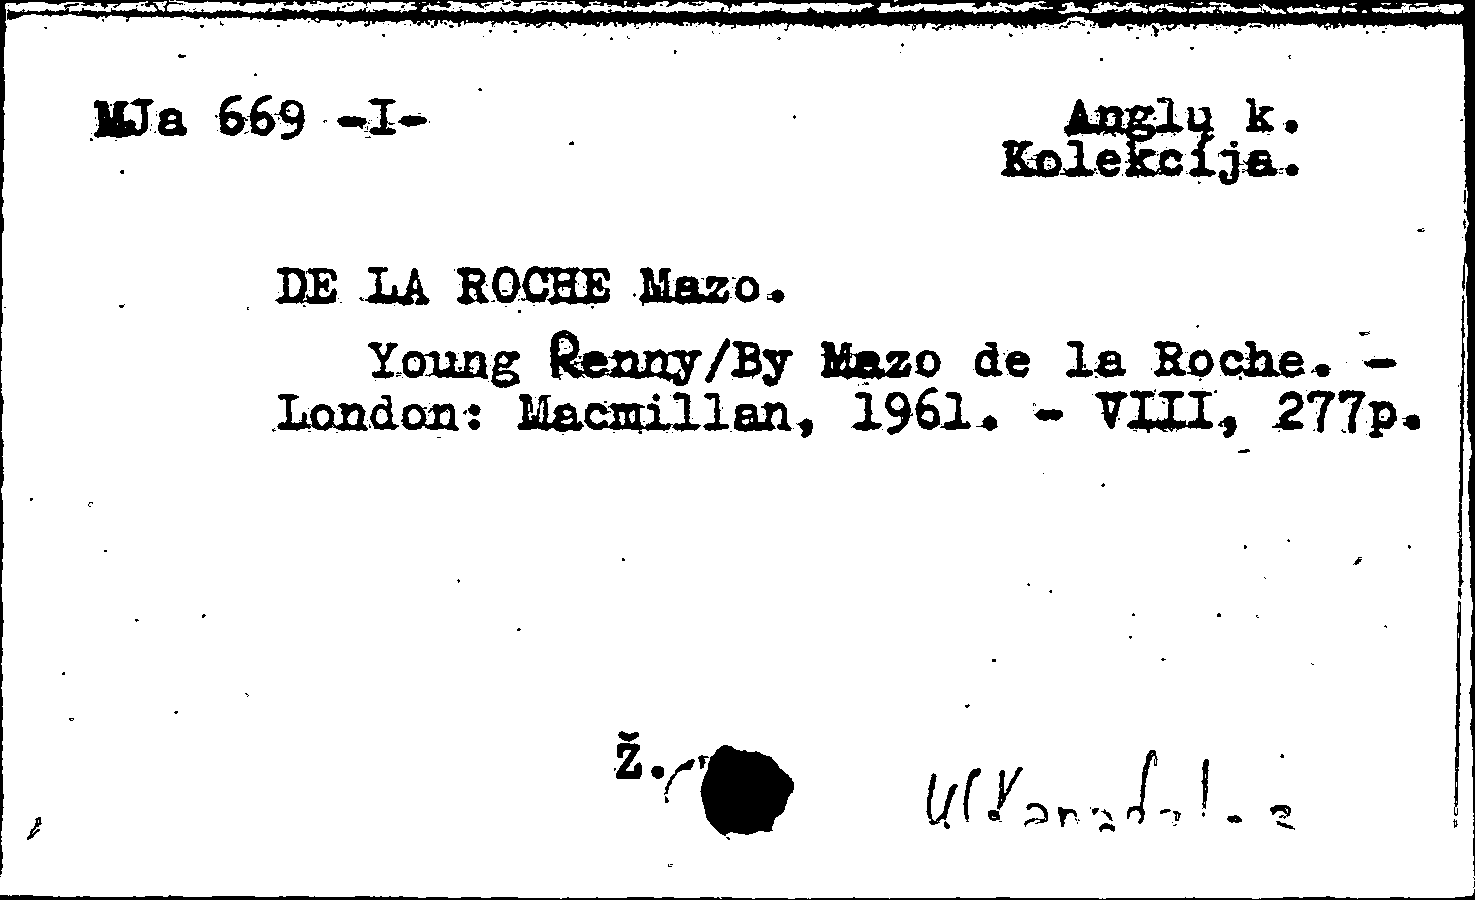 MJa 669 -I-
Anglų k.
Kolekcija.
DE LA ROCHE Mazo.
Young Renny/By Mazo de la Roche. -
London: Macmillan, 1961. - VIII, 277p.
Ž.